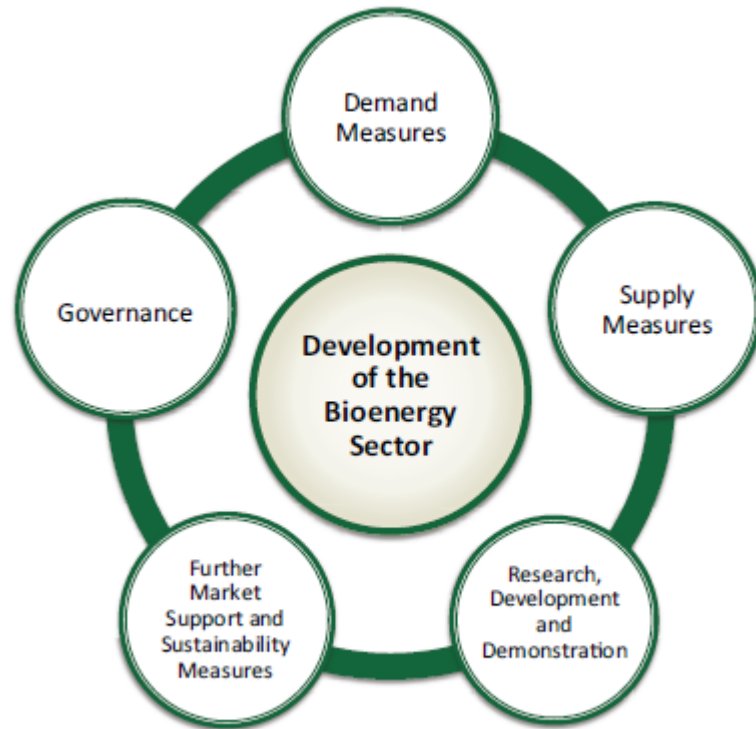 Demand
Measures
Supply
Measures
Governance
Development
of the
Bioenergy
Sector
Further
Market
Support and
Sustainability
Measures
Research,
Development
and
Demonstration